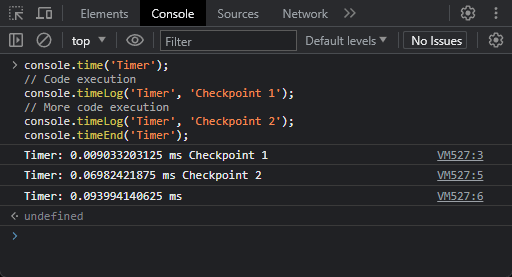 Elements Console Sources Network >>
top Filter Default levels No Issues
> console.time('Timer');
// Code execution
console.timeLog('Timer', 'Checkpoint 1');
// More code execution
console.timeLog('Timer', 'Checkpoint 2');
console.timeEnd('Timer');
Timer: 0.009033203125 ms Checkpoint 1 VM527:3
Timer: 0.06982421875 ms Checkpoint 2 VM527:5
Timer: 0.093994140625 ms VM527:6
undefined
>